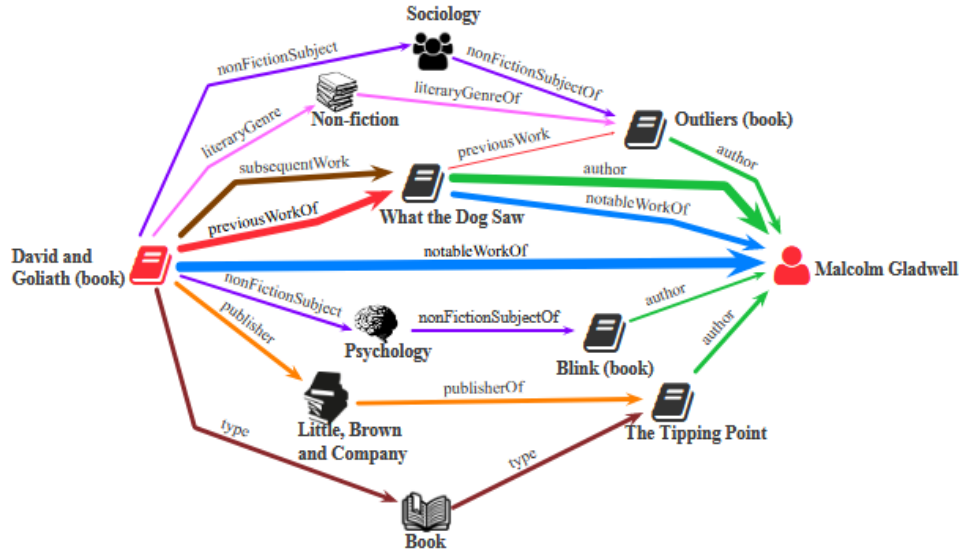 Sociology
nonFictionSubject
nonFictionSubjectOf
literaryGenreOf
Non-fiction
literaryGenre
Outliers (book)
previousWork
author
subsequentWork
author
What the Dog Saw
notableWorkOf
previousWorkOf
notableWorkOf
David and
Goliath (book)
Malcolm Gladwell
nonFictionSubject
author
publisher
nonFictionSubjectOf
author
Psychology
Blink (book)
publisherOf
Little, Brown
and Company
The Tipping Point
type
type
Book